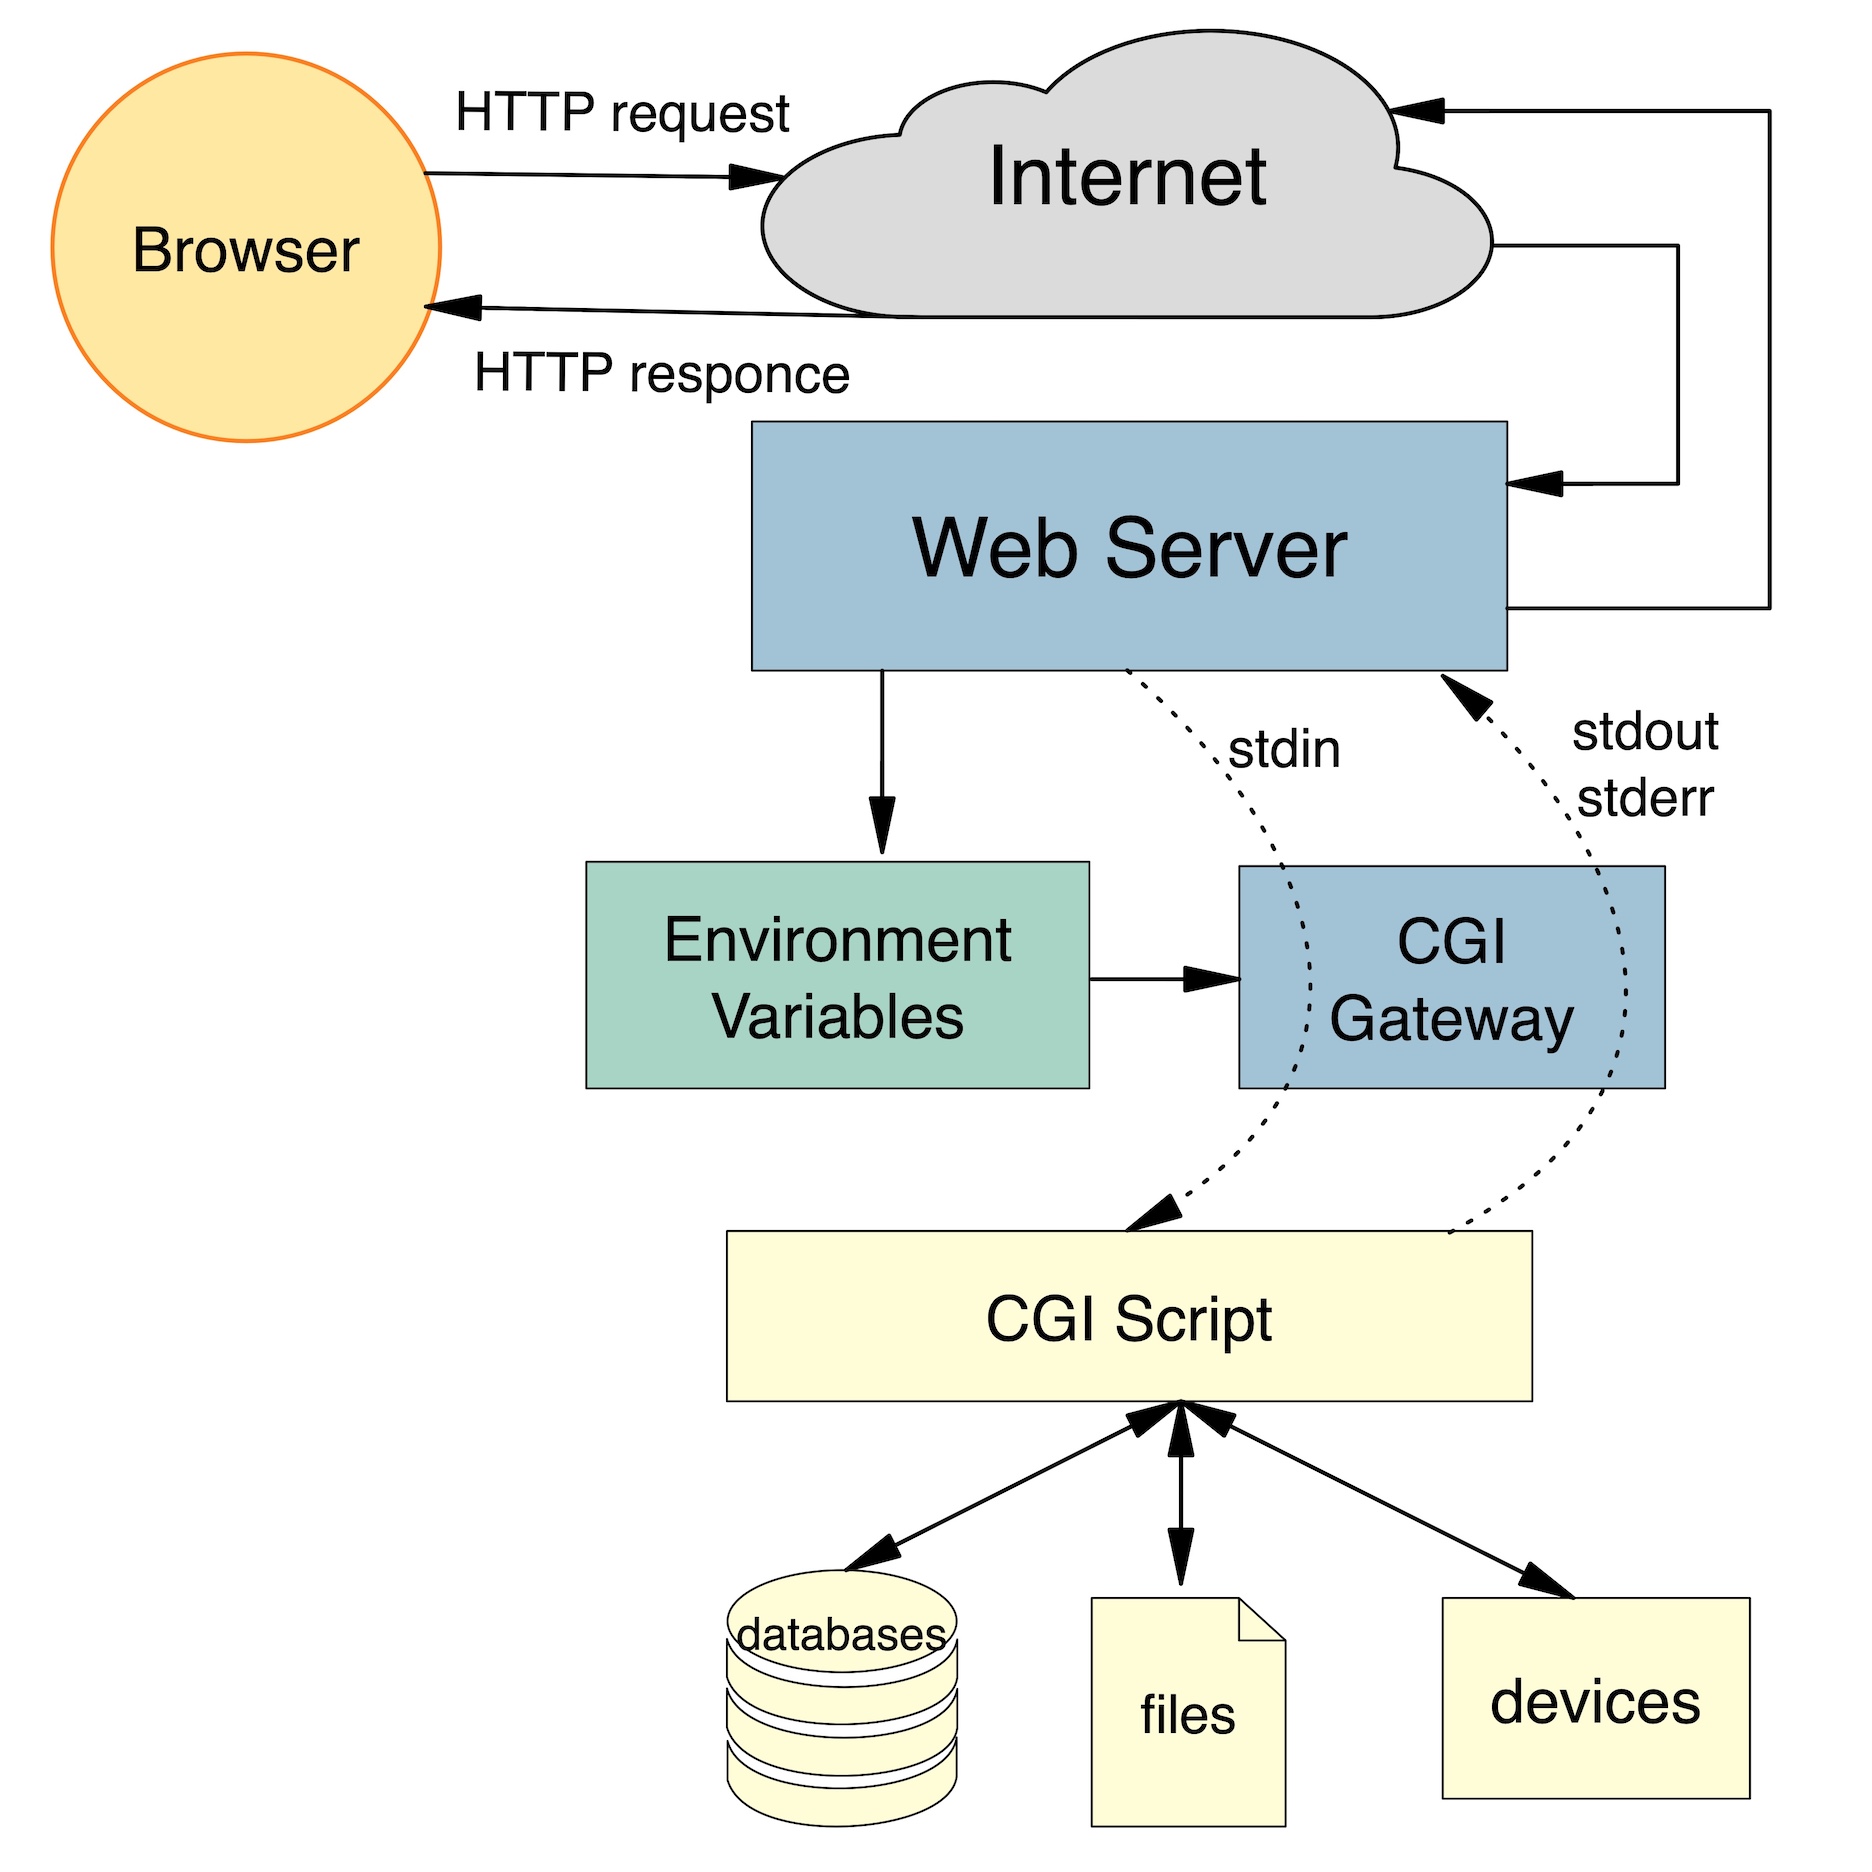 HTTP request
Internet
Browser
HTTP responce
Web Server
stdin
stdout
stderr
Environment
Variables
CGI
Gateway
CGI Script
databases
files
devices